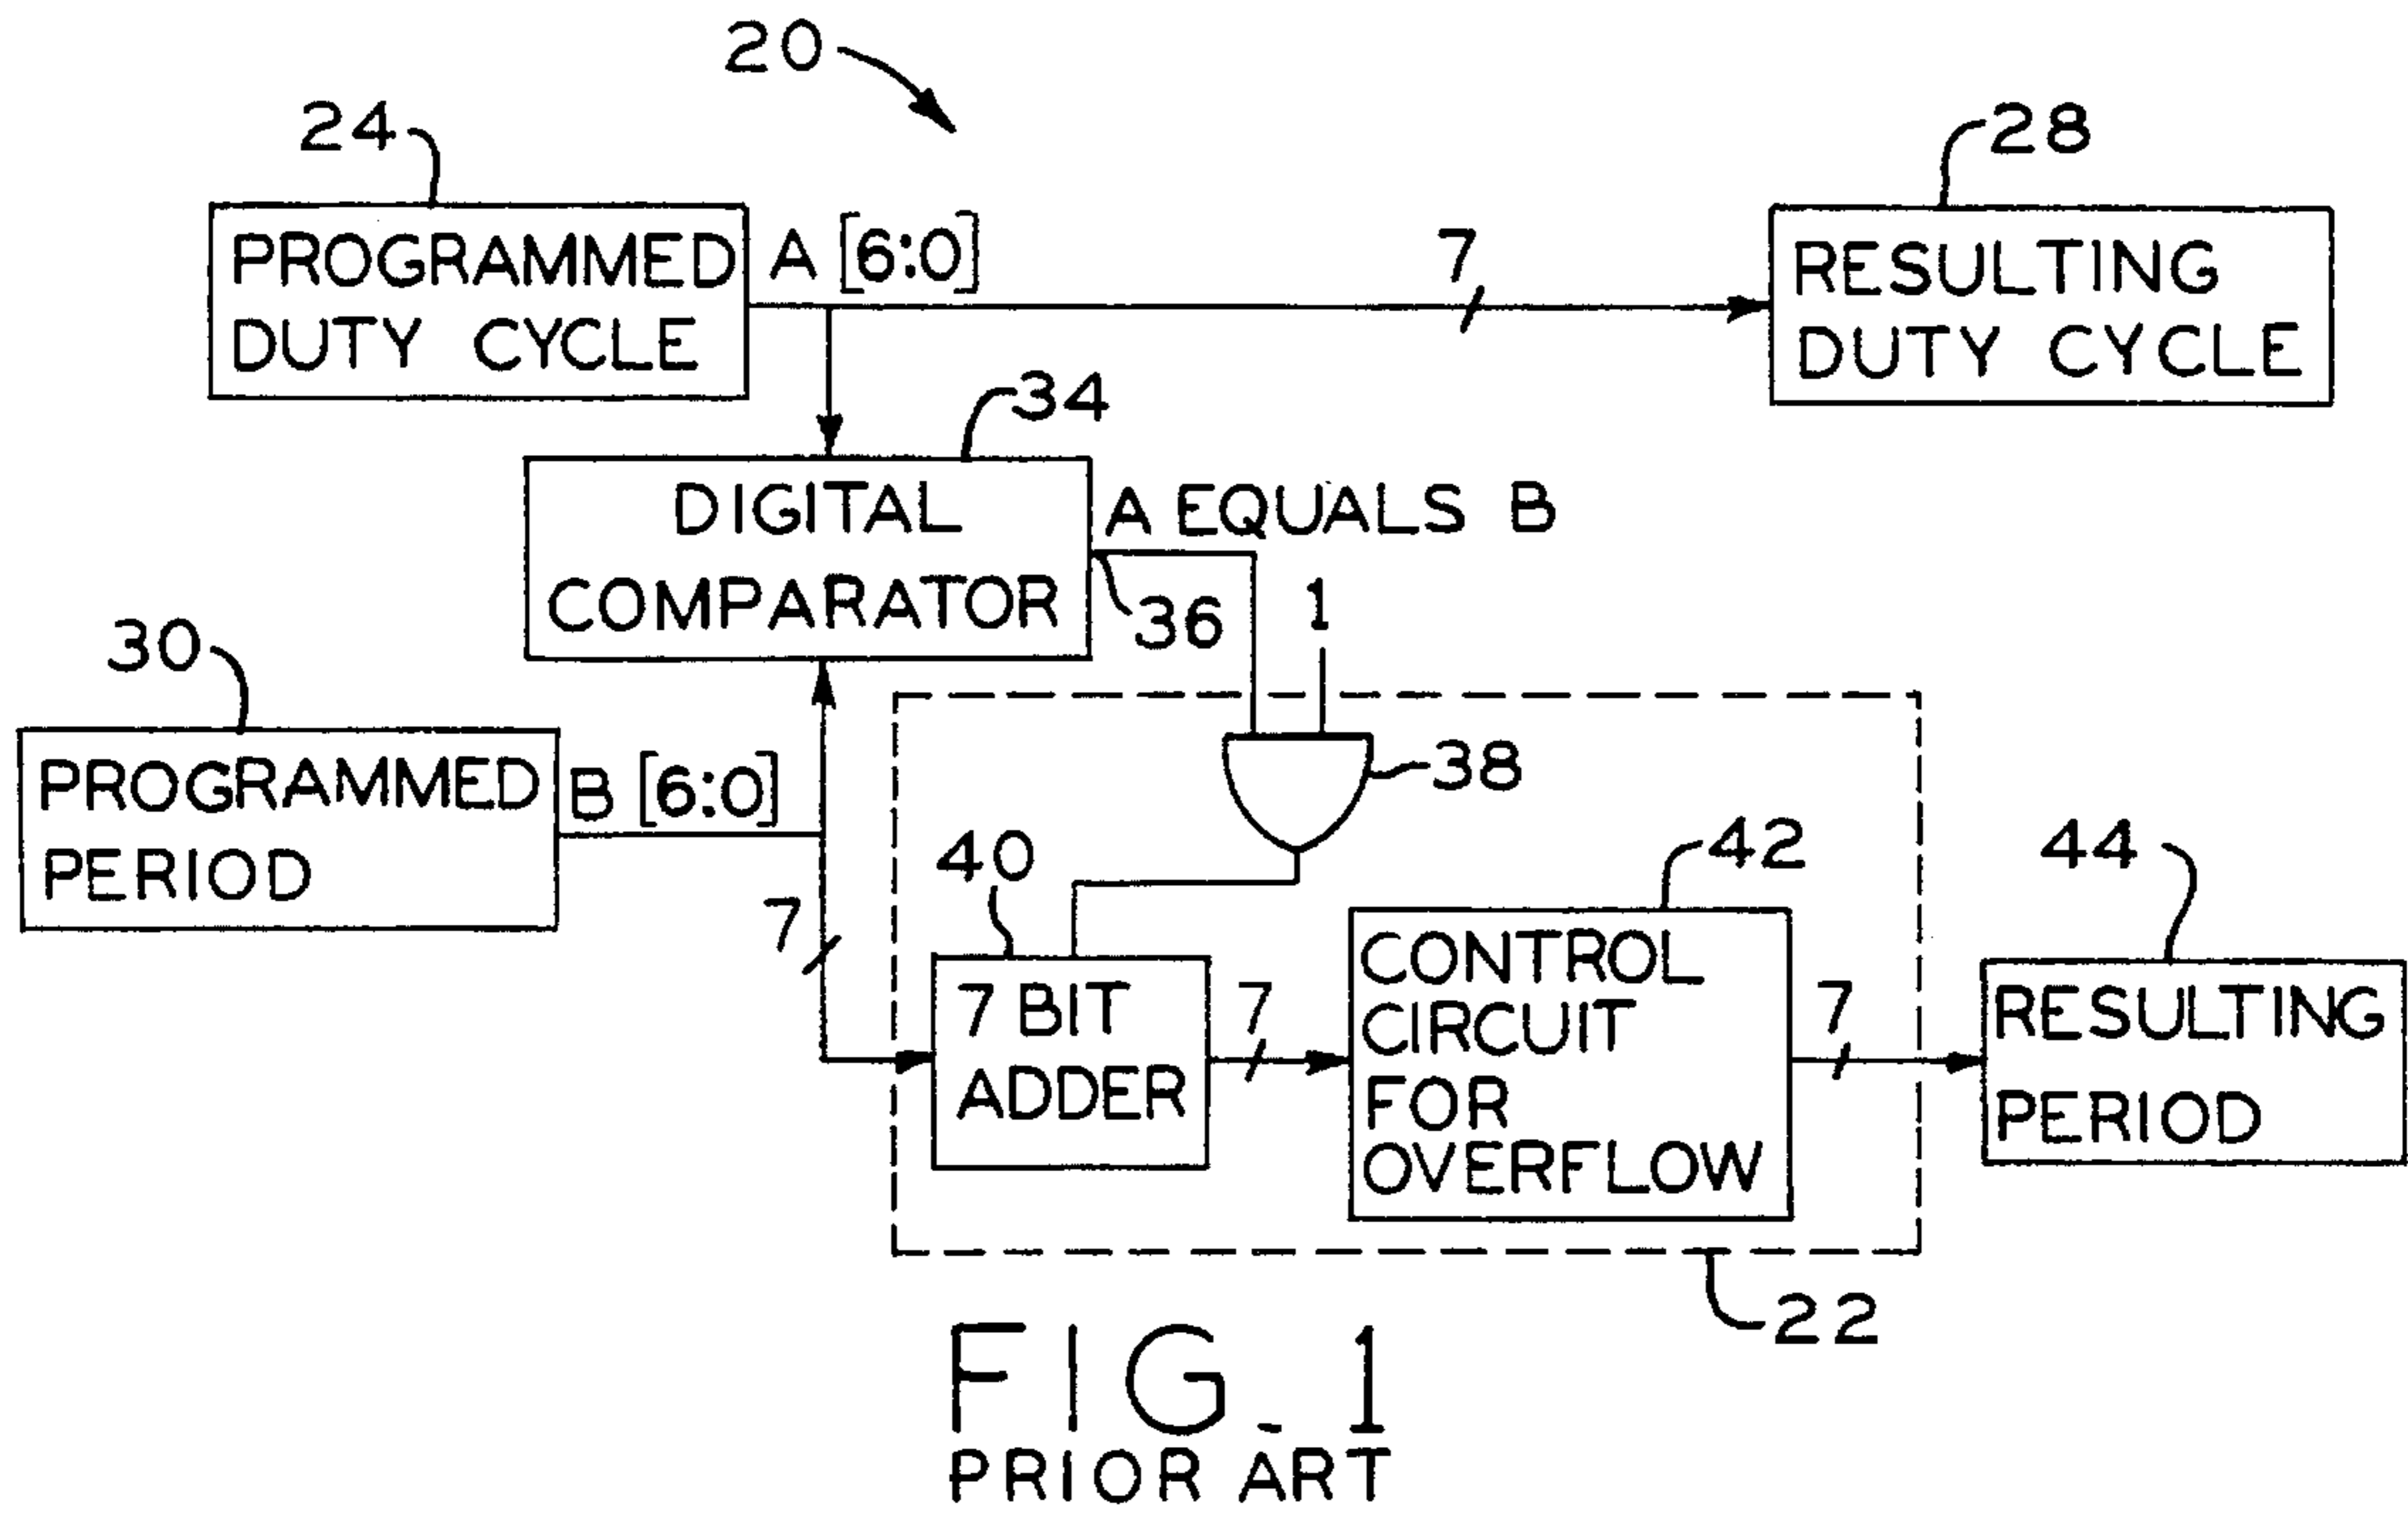 20
24
28
PROGRAMMED
DUTY CYCLE
A [6:0]
7
RESULTING
DUTY CYCLE
34
DIGITAL
COMPARATOR
A EQUALS B
36
1
30
PROGRAMMED
PERIOD
B [6:0]
7
38
40
42
44
7 BIT
ADDER
7
CONTROL
CIRCUIT
FOR
OVERFLOW
7
RESULTING
PERIOD
22
FIG. 1
PRIOR ART